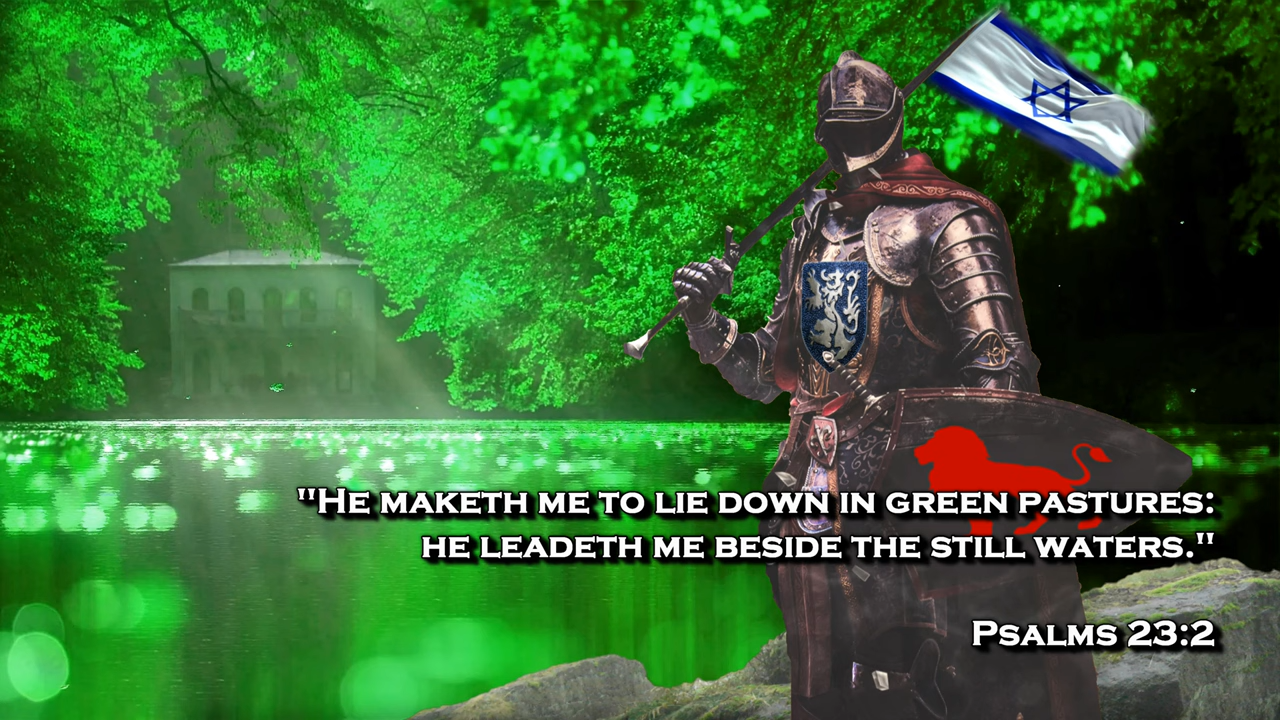 "He maketh me to lie down in green pastures:
he leadeth me beside the still waters."
Psalms 23:2